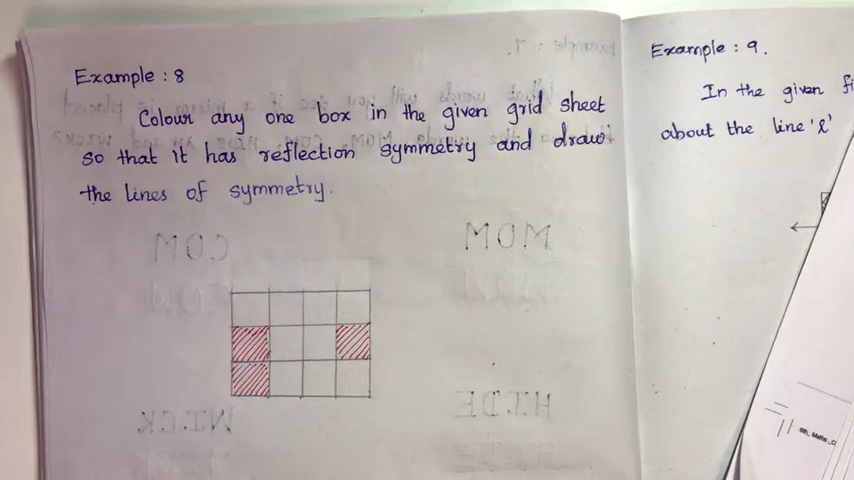 Example : 8
Colour any one box in the given grid sheet
so that it has reflection symmetry and draw
the lines of symmetry.
Example : 9.
In the given
about the line 'l'